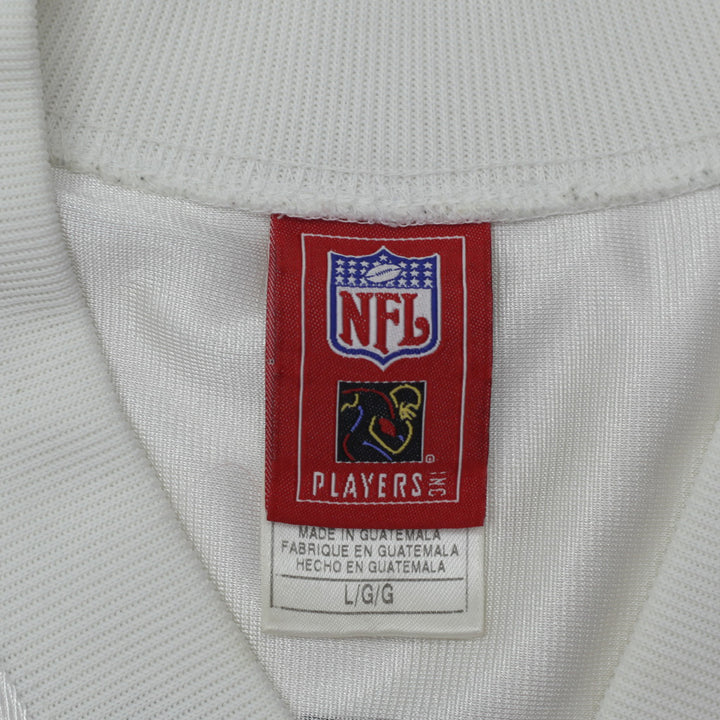 NFL
PLAYERS INC
MADE IN GUATEMALA
FABRIQUE EN GUATEMALA
HECHO EN GUATEMALA
L/G/G